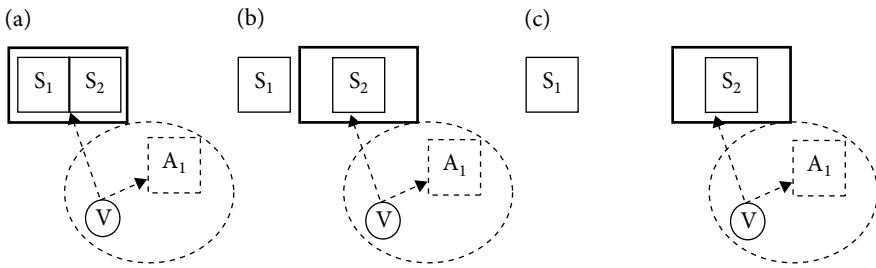 (a) (b) (c)
S1 S2 S1 S2 S1 S2
A1 A1 A1
V V V